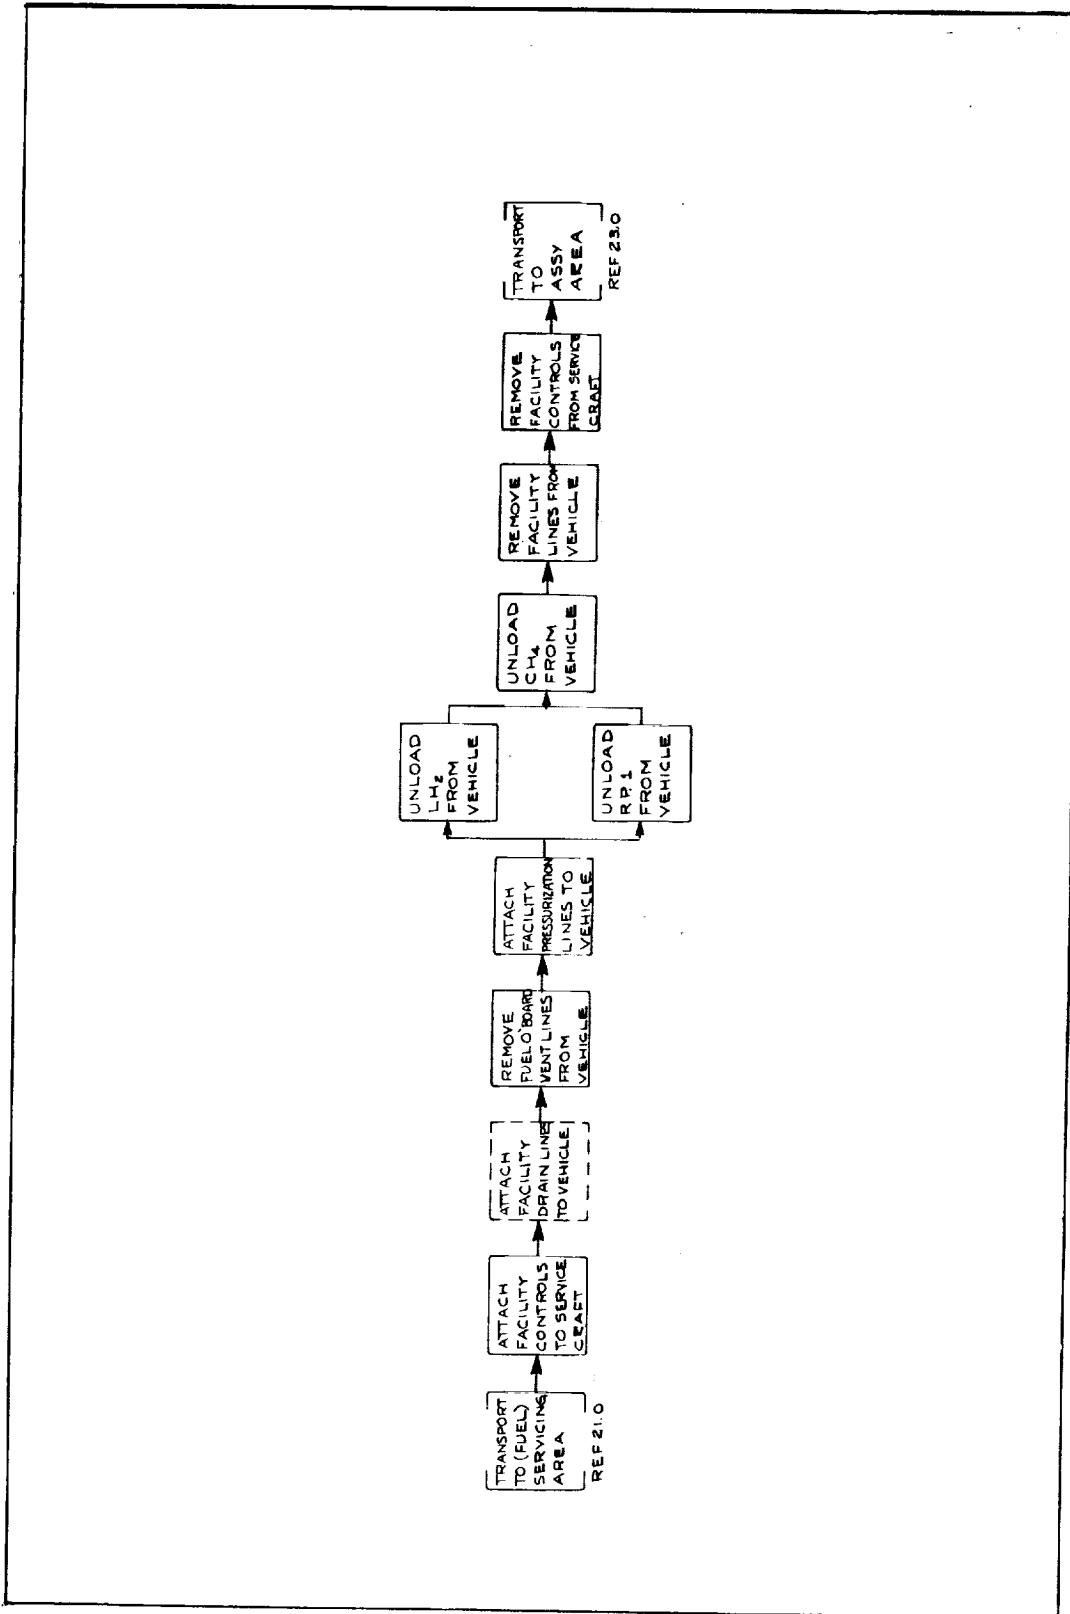 TRANSPORT
TO (FUEL)
SERVICING
AREA
REF 21.0
ATTACH
FACILITY
CONTROLS
TO SERVICE
CRAFT
ATTACH
FACILITY
DRAIN LINES
TO VEHICLE
REMOVE
FUEL O'BOARD
VENT LINES
FROM
VEHICLE
ATTACH
FACILITY
PRESSURIZATION
LINES TO
VEHICLE
UNLOAD
LH2
FROM
VEHICLE
UNLOAD
RP.1
FROM
VEHICLE
UNLOAD
CH4
FROM
VEHICLE
REMOVE
FACILITY
LINES FROM
VEHICLE
REMOVE
FACILITY
CONTROLS
FROM SERVICE
CRAFT
TRANSPORT
TO
ASSY
AREA
REF 23.0